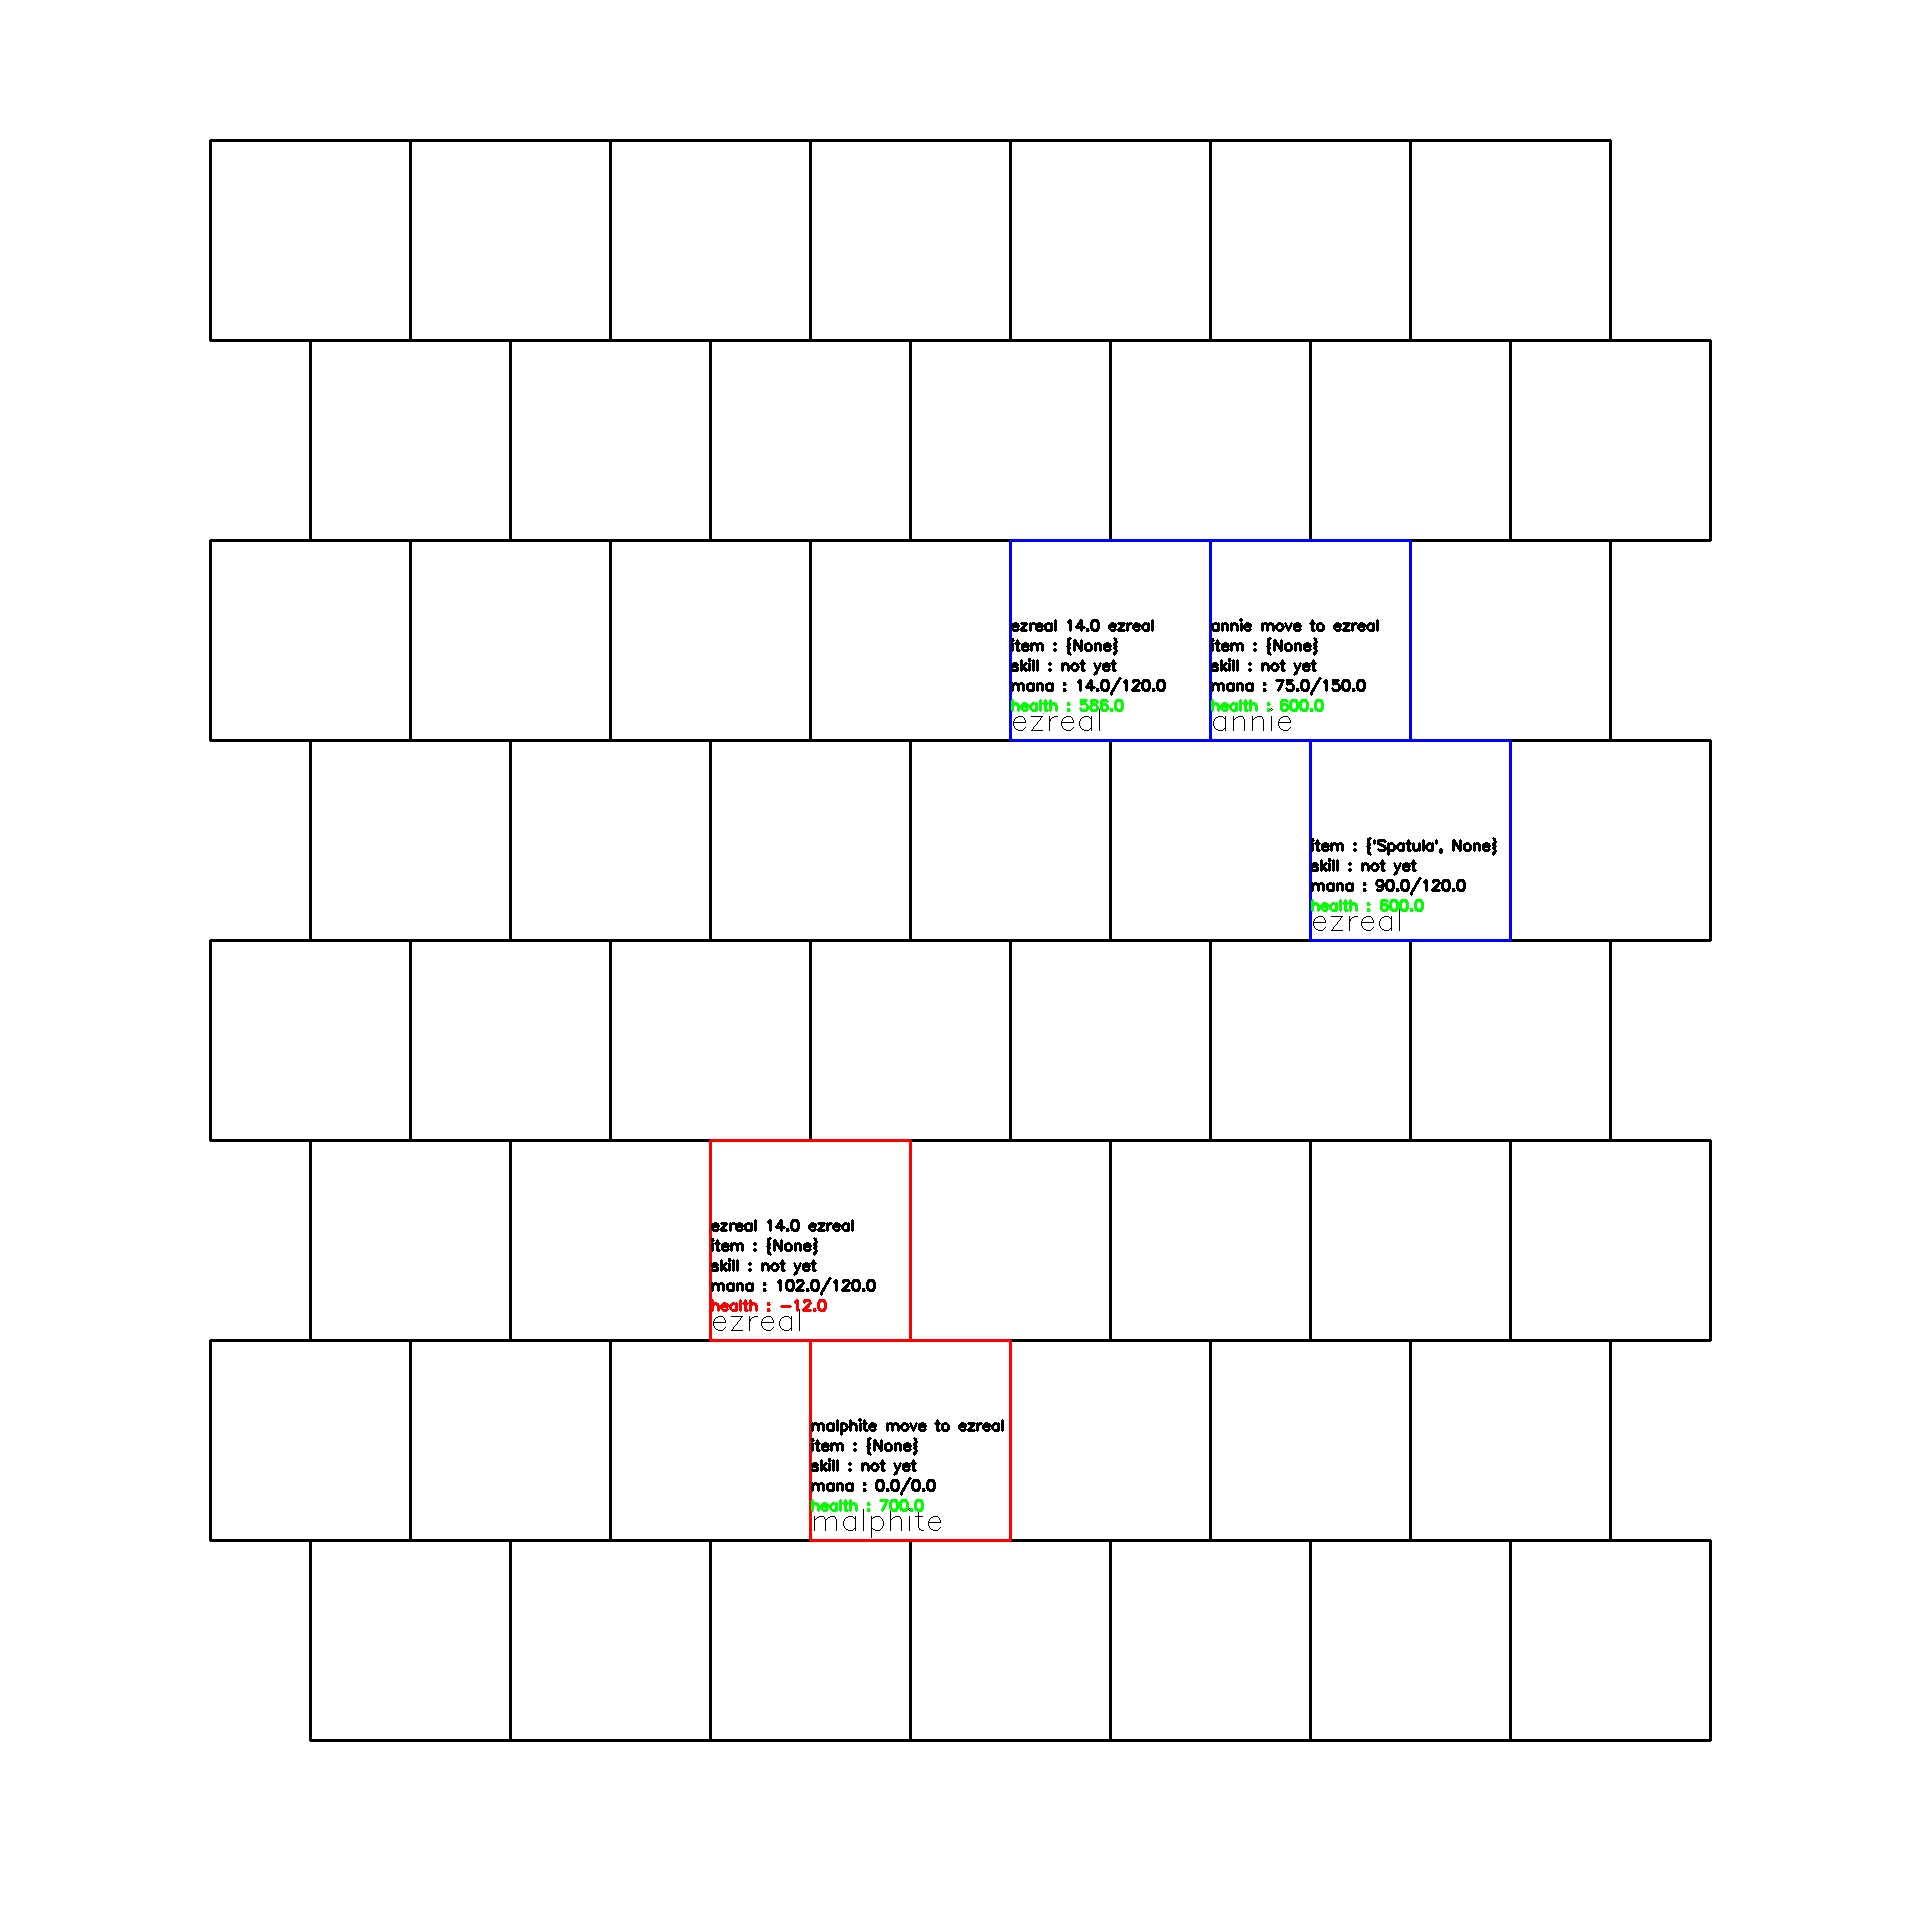 ezreal 14.0 ezreal
item : {None}
skill : not yet
mana : 14.0/120.0
health : 586.0
ezreal
annie move to ezreal
item : {None}
skill : not yet
mana : 75.0/150.0
health : 600.0
annie
item : {'Spatula', None}
skill : not yet
mana : 90.0/120.0
health : 600.0
ezreal
ezreal 14.0 ezreal
item : {None}
skill : not yet
mana : 102.0/120.0
health : -12.0
ezreal
malphite move to ezreal
item : {None}
skill : not yet
mana : 0.0/0.0
health : 700.0
malphite